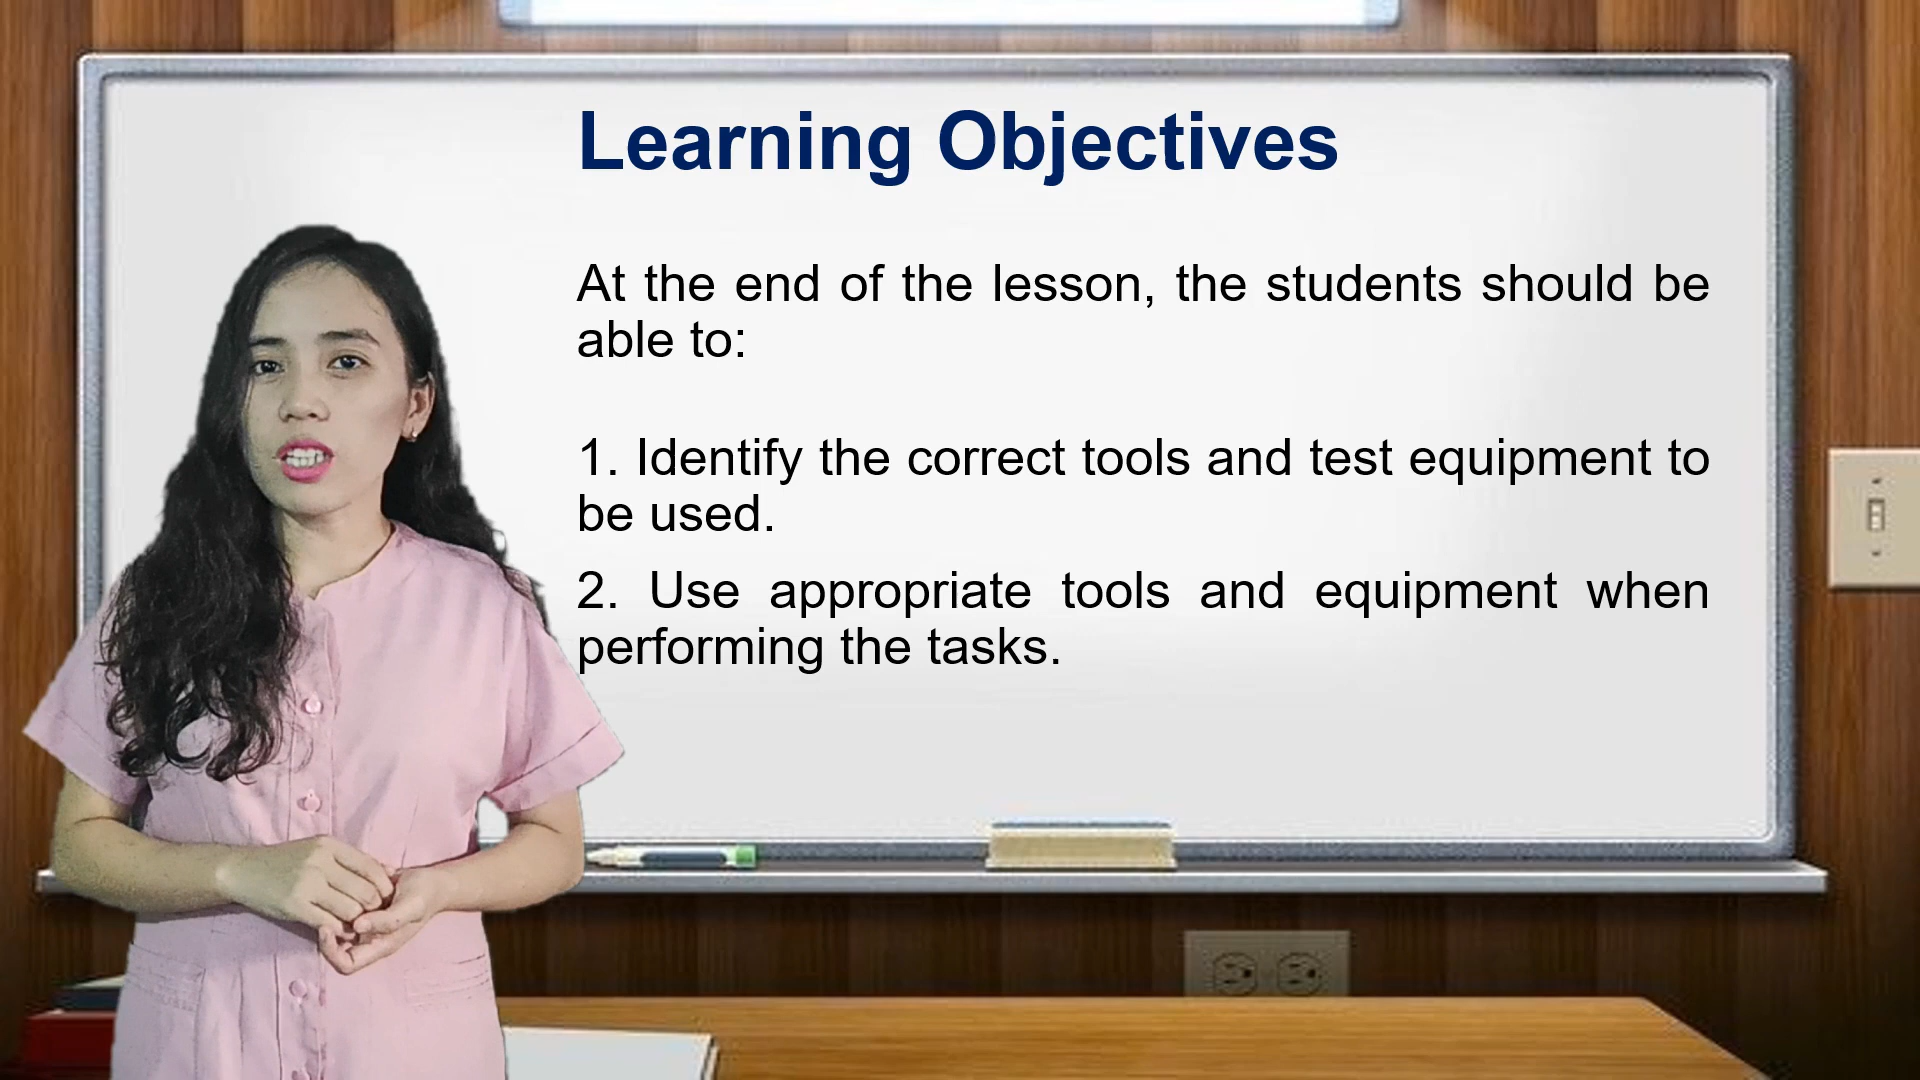 Learning Objectives
At the end of the lesson, the students should be
able to:
1. Identify the correct tools and test equipment to
be used.
2. Use appropriate tools and equipment when
performing the tasks.